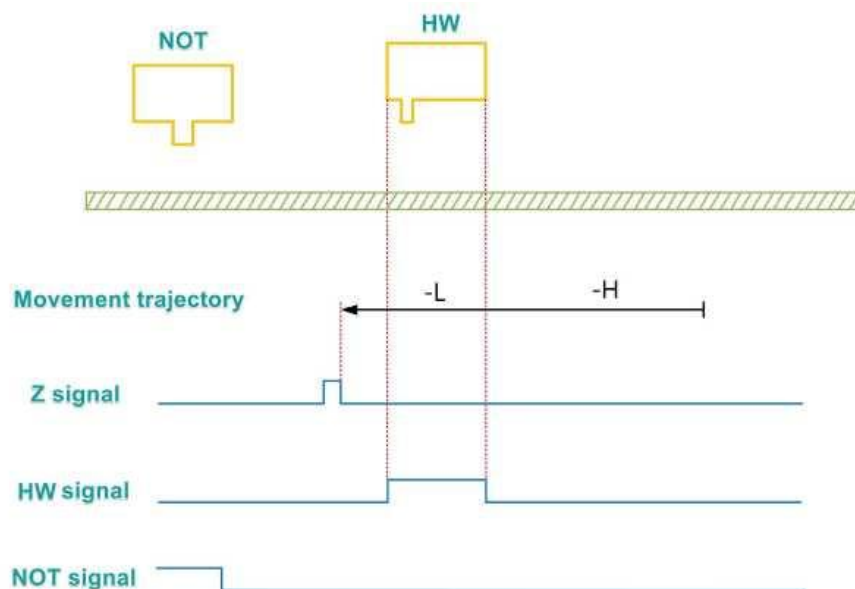 HW
NOT
-L
-H
Movement trajectory
Z signal
HW signal
NOT signal